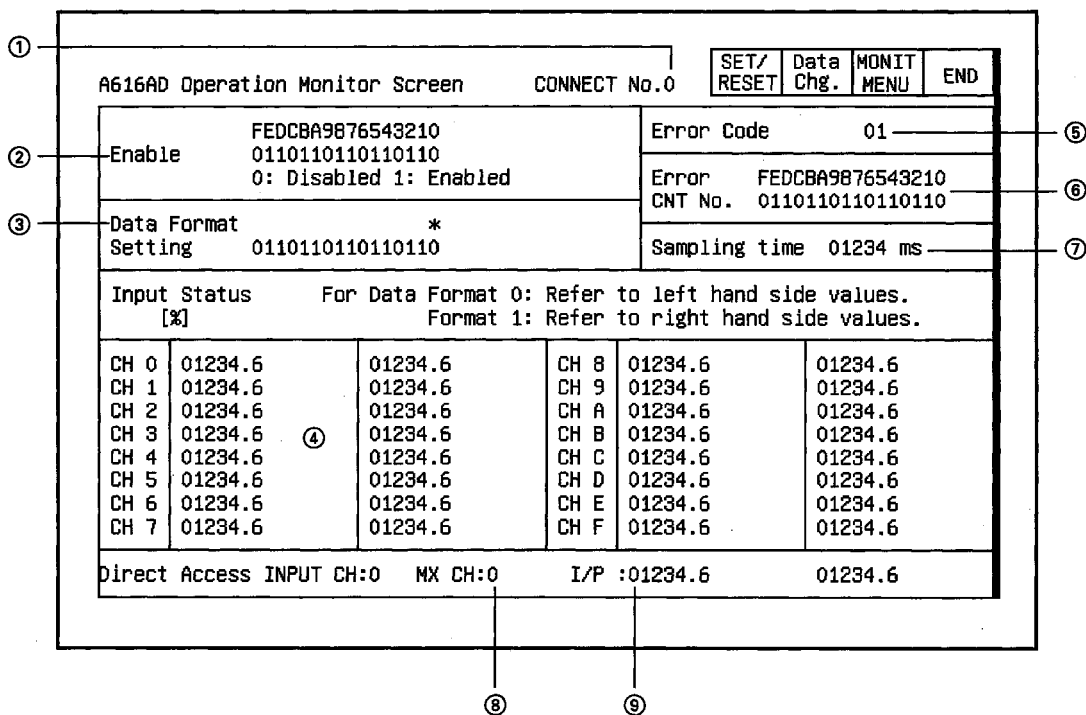 ①
A616AD Operation Monitor Screen CONNECT No.0
SET/ RESET
Data Chg.
MONIT MENU
END
② Enable
FEDCBA9876543210
0110110110110110
0: Disabled 1: Enabled
Error Code 01 ⑤
Error CNT No.
FEDCBA9876543210
0110110110110110
⑥
③ Data Format *
Setting 0110110110110110
Sampling time 01234 ms ⑦
Input Status For Data Format 0: Refer to left hand side values.
[%] Format 1: Refer to right hand side values.
CH 0 01234.6 01234.6 CH 8 01234.6 01234.6
CH 1 01234.6 01234.6 CH 9 01234.6 01234.6
CH 2 01234.6 01234.6 CH A 01234.6 01234.6
CH 3 01234.6 ④ 01234.6 CH B 01234.6 01234.6
CH 4 01234.6 01234.6 CH C 01234.6 01234.6
CH 5 01234.6 01234.6 CH D 01234.6 01234.6
CH 6 01234.6 01234.6 CH E 01234.6 01234.6
CH 7 01234.6 01234.6 CH F 01234.6 01234.6
Direct Access INPUT CH:0 MX CH:0 I/P :01234.6 01234.6
⑧ ⑨